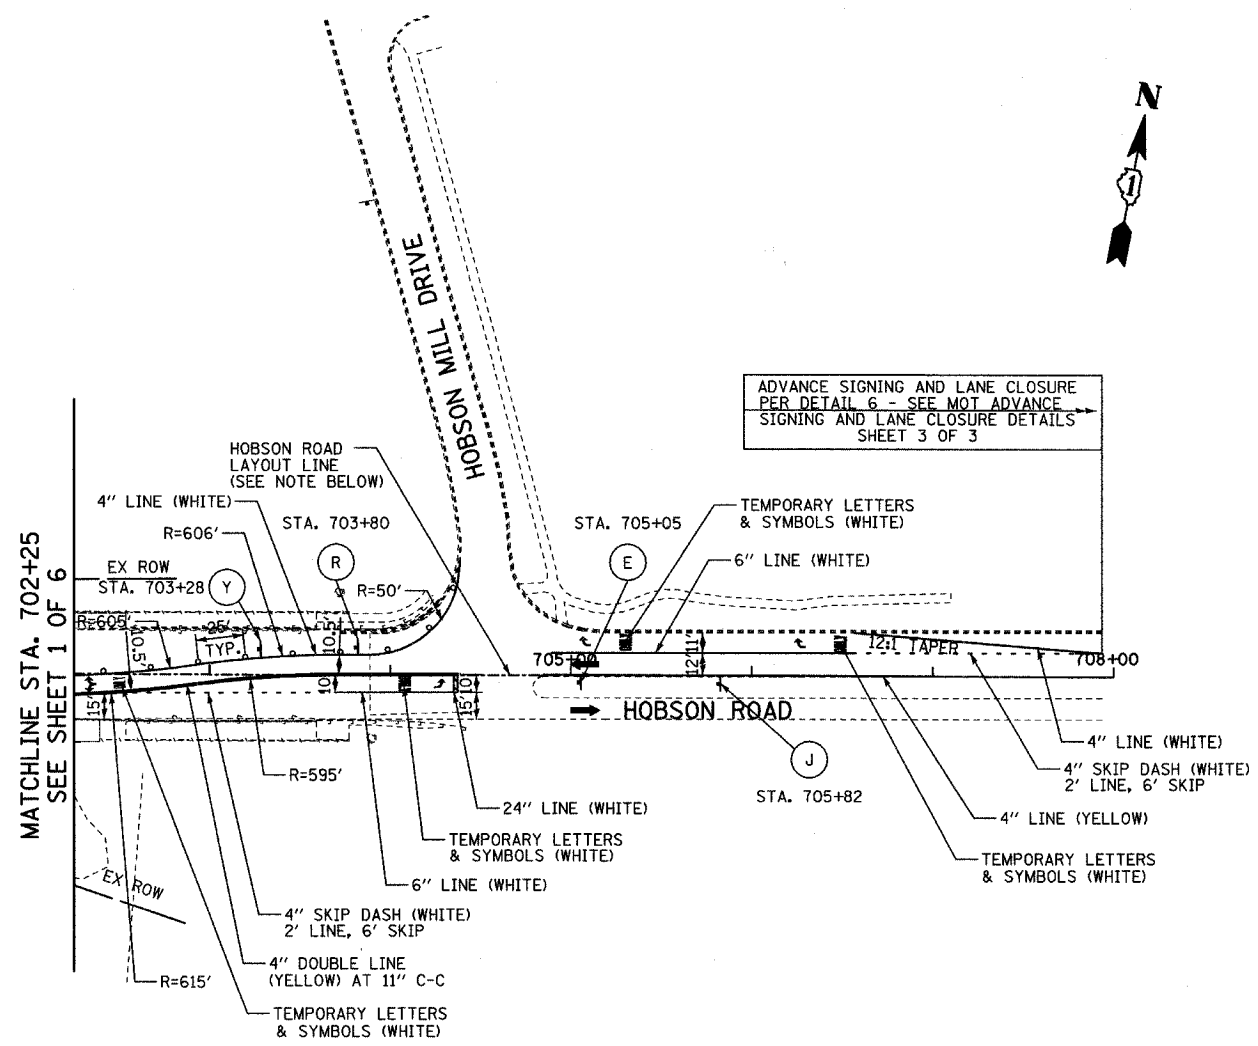 N
1
HOBSON MILL DRIVE
ADVANCE SIGNING AND LANE CLOSURE
PER DETAIL 6 - SEE MOT ADVANCE
SIGNING AND LANE CLOSURE DETAILS
SHEET 3 OF 3
HOBSON ROAD
LAYOUT LINE
(SEE NOTE BELOW)
4" LINE (WHITE)
STA. 703+80
R=606'
R
R=50'
EX ROW
STA. 703+28
Y
R=605'
25'
TYP.
10.5'
10.5'
TEMPORARY LETTERS
& SYMBOLS (WHITE)
STA. 705+05
E
6" LINE (WHITE)
705+00
12'
11'
12:1 TAPER
708+00
MATCHLINE STA. 702+25
SEE SHEET 1 OF 6
15'
10'
10'
15'
HOBSON ROAD
R=595'
J
STA. 705+82
4" LINE (WHITE)
4" SKIP DASH (WHITE)
2' LINE, 6' SKIP
4" LINE (YELLOW)
TEMPORARY LETTERS
& SYMBOLS (WHITE)
24" LINE (WHITE)
TEMPORARY LETTERS
& SYMBOLS (WHITE)
6" LINE (WHITE)
EX ROW
4" SKIP DASH (WHITE)
2' LINE, 6' SKIP
4" DOUBLE LINE
(YELLOW) AT 11" C-C
R=615'
TEMPORARY LETTERS
& SYMBOLS (WHITE)